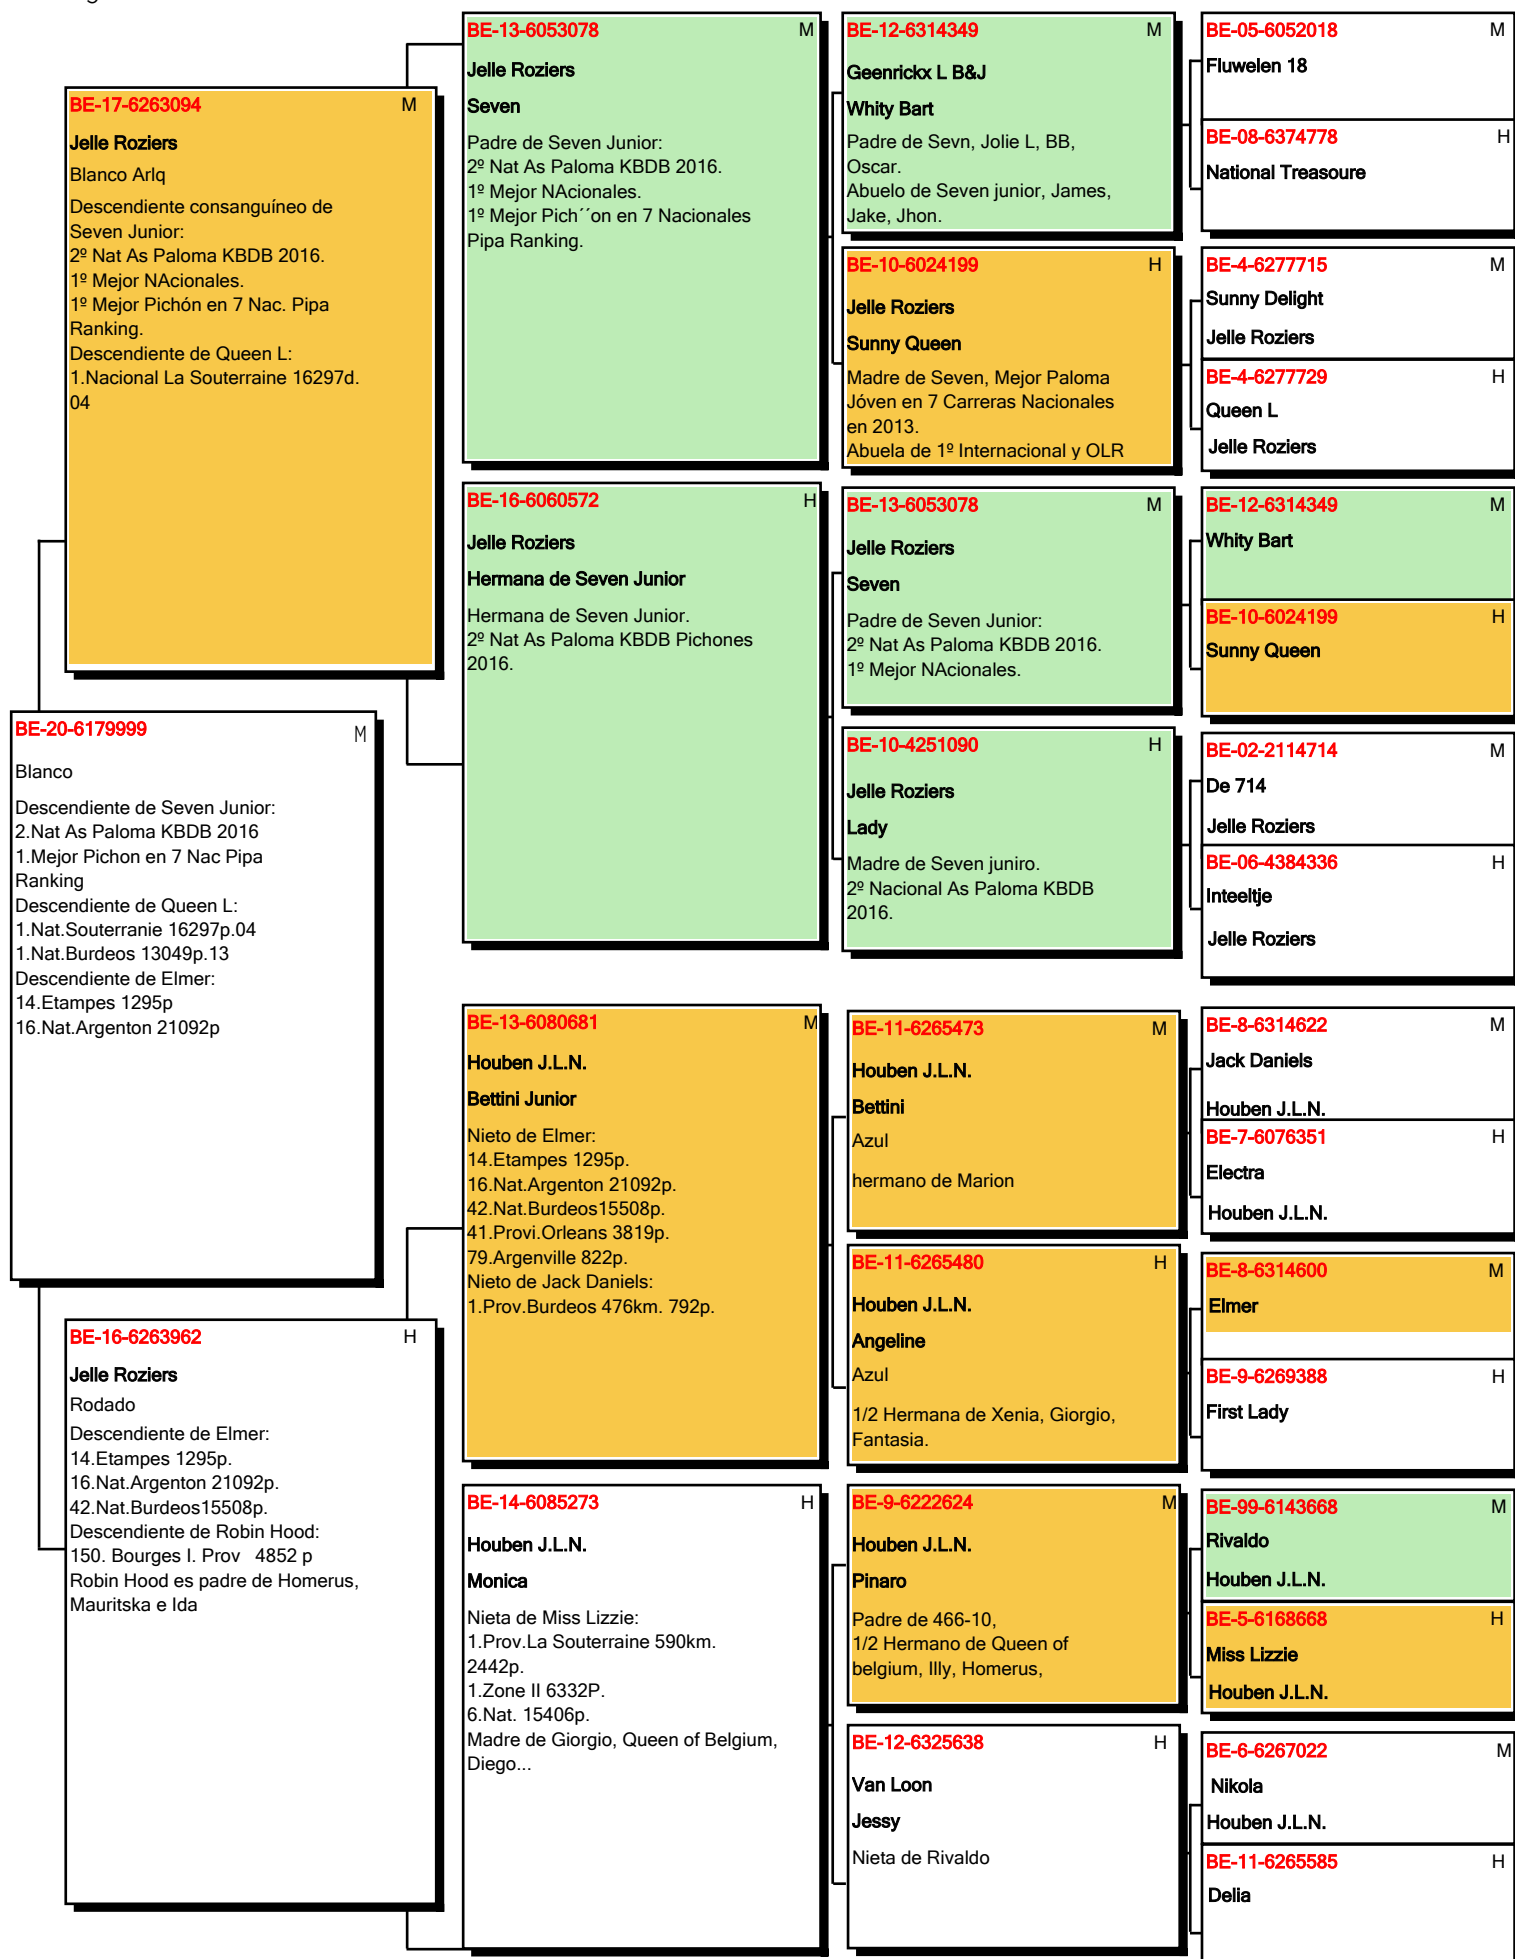 BE-20-6179999 M
Blanco
Descendiente de Seven Junior:
2.Nat As Paloma KBDB 2016
1.Mejor Pichon en 7 Nac Pipa
Ranking
Descendiente de Queen L:
1.Nat.Souterranie 16297p.04
1.Nat.Burdeos 13049p.13
Descendiente de Elmer:
14.Etampes 1295p
16.Nat.Argenton 21092p
BE-17-6263094 M
Jelle Roziers
Blanco Arlq
Descendiente consanguíneo de
Seven Junior:
2º Nat As Paloma KBDB 2016.
1º Mejor NAcionales.
1º Mejor Pichón en 7 Nac. Pipa
Ranking.
Descendiente de Queen L:
1.Nacional La Souterraine 16297d.
04
BE-16-6263962 H
Jelle Roziers
Rodado
Descendiente de Elmer:
14.Etampes 1295p.
16.Nat.Argenton 21092p.
42.Nat.Burdeos15508p.
Descendiente de Robin Hood:
150. Bourges I. Prov 4852 p
Robin Hood es padre de Homerus,
Mauritska e Ida
BE-13-6053078 M
Jelle Roziers
Seven
Padre de Seven Junior:
2º Nat As Paloma KBDB 2016.
1º Mejor NAcionales.
1º Mejor Pich´´on en 7 Nacionales
Pipa Ranking.
BE-16-6060572 H
Jelle Roziers
Hermana de Seven Junior
Hermana de Seven Junior.
2º Nat As Paloma KBDB Pichones
2016.
BE-13-6080681 M
Houben J.L.N.
Bettini Junior
Nieto de Elmer:
14.Etampes 1295p.
16.Nat.Argenton 21092p.
42.Nat.Burdeos15508p.
41.Provi.Orleans 3819p.
79.Argenville 822p.
Nieto de Jack Daniels:
1.Prov.Burdeos 476km. 792p.
BE-14-6085273 H
Houben J.L.N.
Monica
Nieta de Miss Lizzie:
1.Prov.La Souterraine 590km.
2442p.
1.Zone II 6332P.
6.Nat. 15406p.
Madre de Giorgio, Queen of Belgium,
Diego...
BE-12-6314349 M
Geenrickx L B&J
Whity Bart
Padre de Sevn, Jolie L, BB,
Oscar.
Abuelo de Seven junior, James,
Jake, Jhon.
BE-10-6024199 H
Jelle Roziers
Sunny Queen
Madre de Seven, Mejor Paloma
Jóven en 7 Carreras Nacionales
en 2013.
Abuela de 1º Internacional y OLR
BE-13-6053078 M
Jelle Roziers
Seven
Padre de Seven Junior:
2º Nat As Paloma KBDB 2016.
1º Mejor NAcionales.
BE-10-4251090 H
Jelle Roziers
Lady
Madre de Seven juniro.
2º Nacional As Paloma KBDB
2016.
BE-11-6265473 M
Houben J.L.N.
Bettini
Azul
hermano de Marion
BE-11-6265480 H
Houben J.L.N.
Angeline
Azul
1/2 Hermana de Xenia, Giorgio,
Fantasia.
BE-9-6222624 M
Houben J.L.N.
Pinaro
Padre de 466-10,
1/2 Hermano de Queen of
belgium, Illy, Homerus,
BE-12-6325638 H
Van Loon
Jessy
Nieta de Rivaldo
BE-05-6052018 M
Fluwelen 18
BE-08-6374778 H
National Treasoure
BE-4-6277715 M
Sunny Delight
Jelle Roziers
BE-4-6277729 H
Queen L
Jelle Roziers
BE-12-6314349 M
Whity Bart
BE-10-6024199 H
Sunny Queen
BE-02-2114714 M
De 714
Jelle Roziers
BE-06-4384336 H
Inteeltje
Jelle Roziers
BE-8-6314622 M
Jack Daniels
Houben J.L.N.
BE-7-6076351 H
Electra
Houben J.L.N.
BE-8-6314600 M
Elmer
BE-9-6269388 H
First Lady
BE-99-6143668 M
Rivaldo
Houben J.L.N.
BE-5-6168668 H
Miss Lizzie
Houben J.L.N.
BE-6-6267022 M
Nikola
Houben J.L.N.
BE-11-6265585 H
Delia